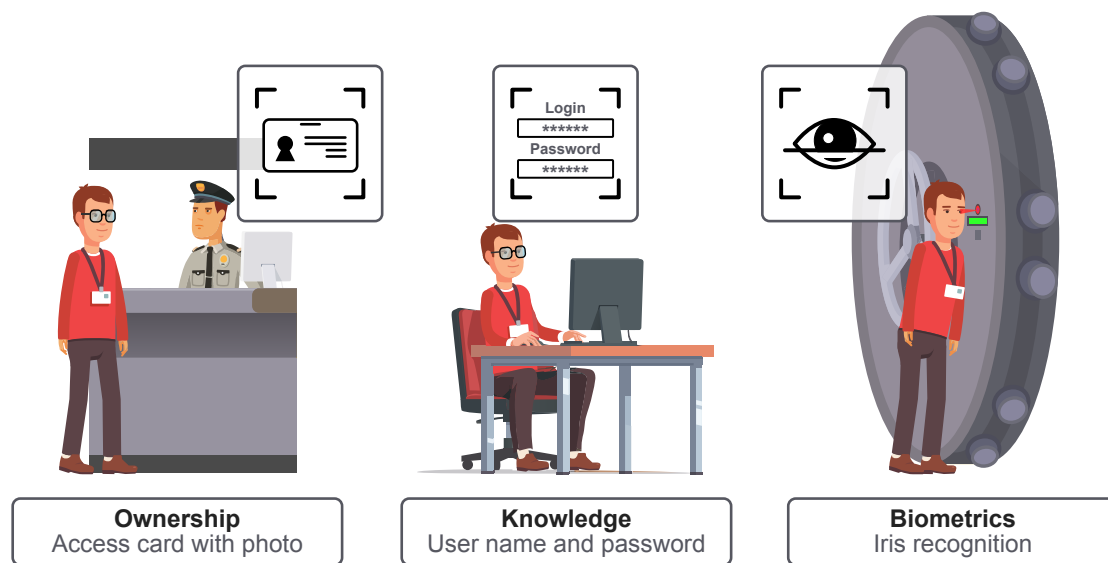 Login
******
Password
******
Ownership
Access card with photo
Knowledge
User name and password
Biometrics
Iris recognition